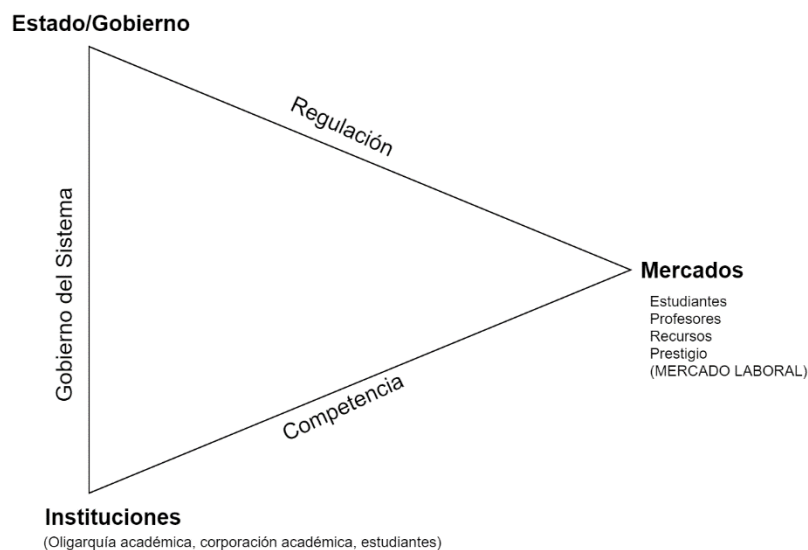 Estado/Gobierno
Regulación
Gobierno del Sistema
Mercados
Estudiantes
Profesores
Recursos
Prestigio
(MERCADO LABORAL)
Competencia
Instituciones
(Oligarquía académica, corporación académica, estudiantes)